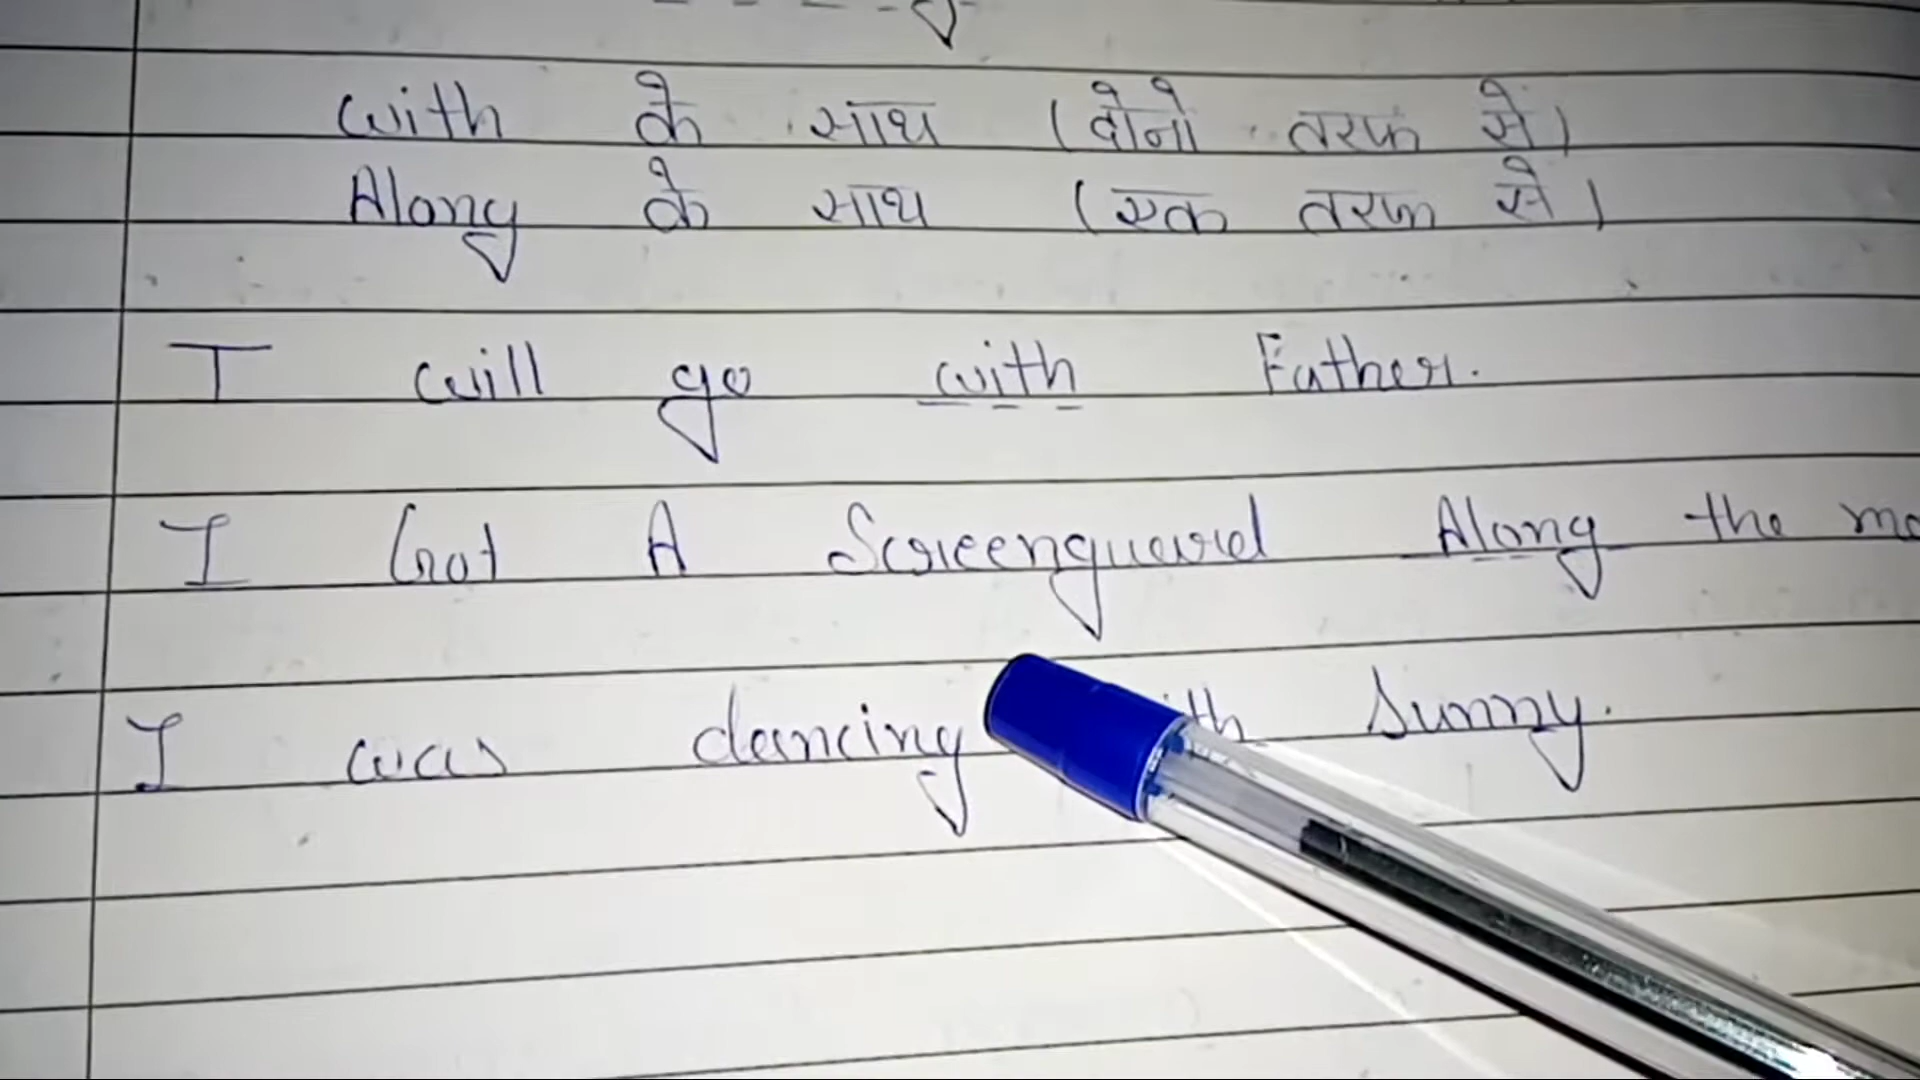 with के साथ (दोनो तरफ से)
Along के साथ (एक तरफ से)
I will go with Father.
I Got A Screenguard Along the
I was dancing Sunny.